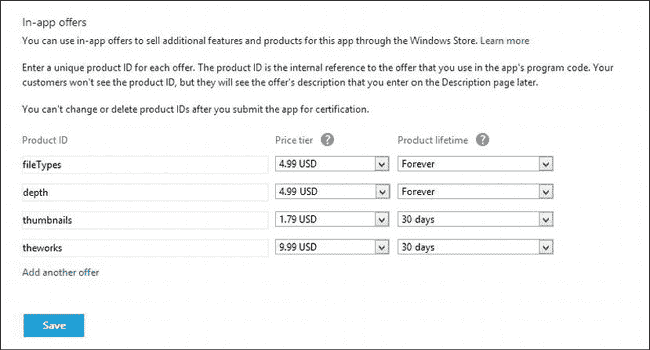 In-app offers
You can use in-app offers to sell additional features and products for this app through the Windows Store. Learn more
Enter a unique product ID for each offer. The product ID is the internal reference to the offer that you use in the app's program code. Your
customers won't see the product ID, but they will see the offer's description that you enter on the Description page later.
You can't change or delete product IDs after you submit the app for certification.
Product ID Price tier ? Product lifetime ?
fileTypes 4.99 USD Forever
depth 4.99 USD Forever
thumbnails 1.79 USD 30 days
theworks 9.99 USD 30 days
Add another offer
Save